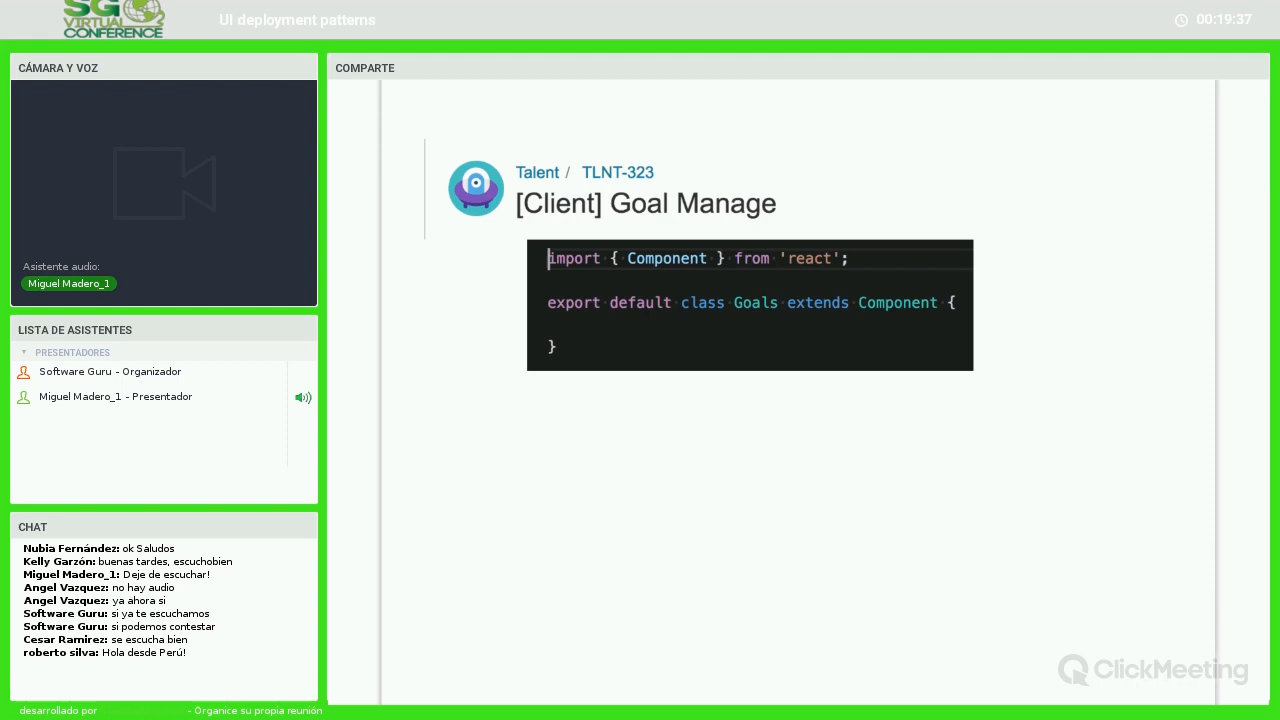 SG
VIRTUAL
CONFERENCE
UI deployment patterns
00:19:37
CÁMARA Y VOZ
Asistente audio:
Miguel Madero_1
LISTA DE ASISTENTES
PRESENTADORES
Software Guru - Organizador
Miguel Madero_1 - Presentador
CHAT
Nubia Fernández: ok Saludos
Kelly Garzón: buenas tardes, escuchobien
Miguel Madero_1: Deje de escuchar!
Angel Vazquez: no hay audio
Angel Vazquez: ya ahora si
Software Guru: si ya te escuchamos
Software Guru: si podemos contestar
Cesar Ramirez: se escucha bien
roberto silva: Hola desde Perú!
desarrollado por - Organice su propia reunión
COMPARTE
Talent / TLNT-323
[Client] Goal Manage
import { Component } from 'react';
export default class Goals extends Component {
}
ClickMeeting